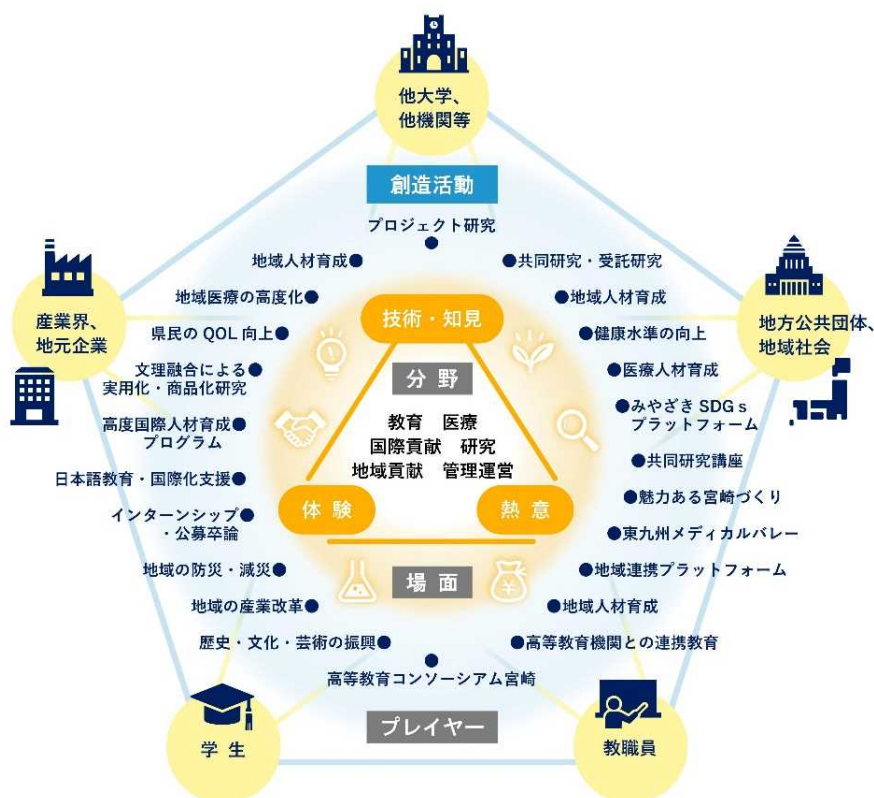 他大学、
他機関等
創造活動
プロジェクト研究
地域人材育成
地域医療の高度化
県民の QOL 向上
文理融合による
実用化・商品化研究
高度国際人材育成
プログラム
日本語教育・国際化支援
インターンシップ
・公募卒論
地域の防災・減災
地域の産業改革
歴史・文化・芸術の振興
高等教育コンソーシアム宮崎
共同研究・受託研究
地域人材育成
健康水準の向上
医療人材育成
みやざき SDGs
プラットフォーム
共同研究講座
魅力ある宮崎づくり
東九州メディカルバレー
地域連携プラットフォーム
地域人材育成
高等教育機関との連携教育
産業界、
地元企業
地方公共団体、
地域社会
技術・知見
分野
教育 医療
国際貢献 研究
地域貢献 管理運営
体験
熱意
場面
¥
プレイヤー
学生
教職員